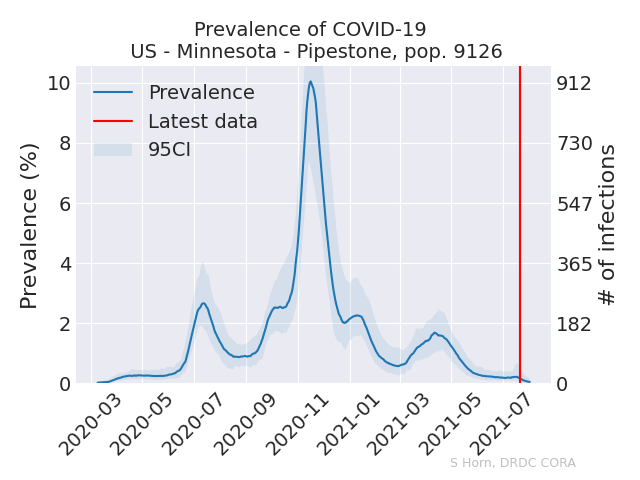 Prevalence of COVID-19
US - Minnesota - Pipestone, pop. 9126
Prevalence
Latest data
95CI
Prevalence (%)
10
8
6
4
2
0
912
730
547
365
182
0
# of infections
2020-03
2020-05
2020-07
2020-09
2020-11
2021-01
2021-03
2021-05
2021-07
S Horn, DRDC CORA